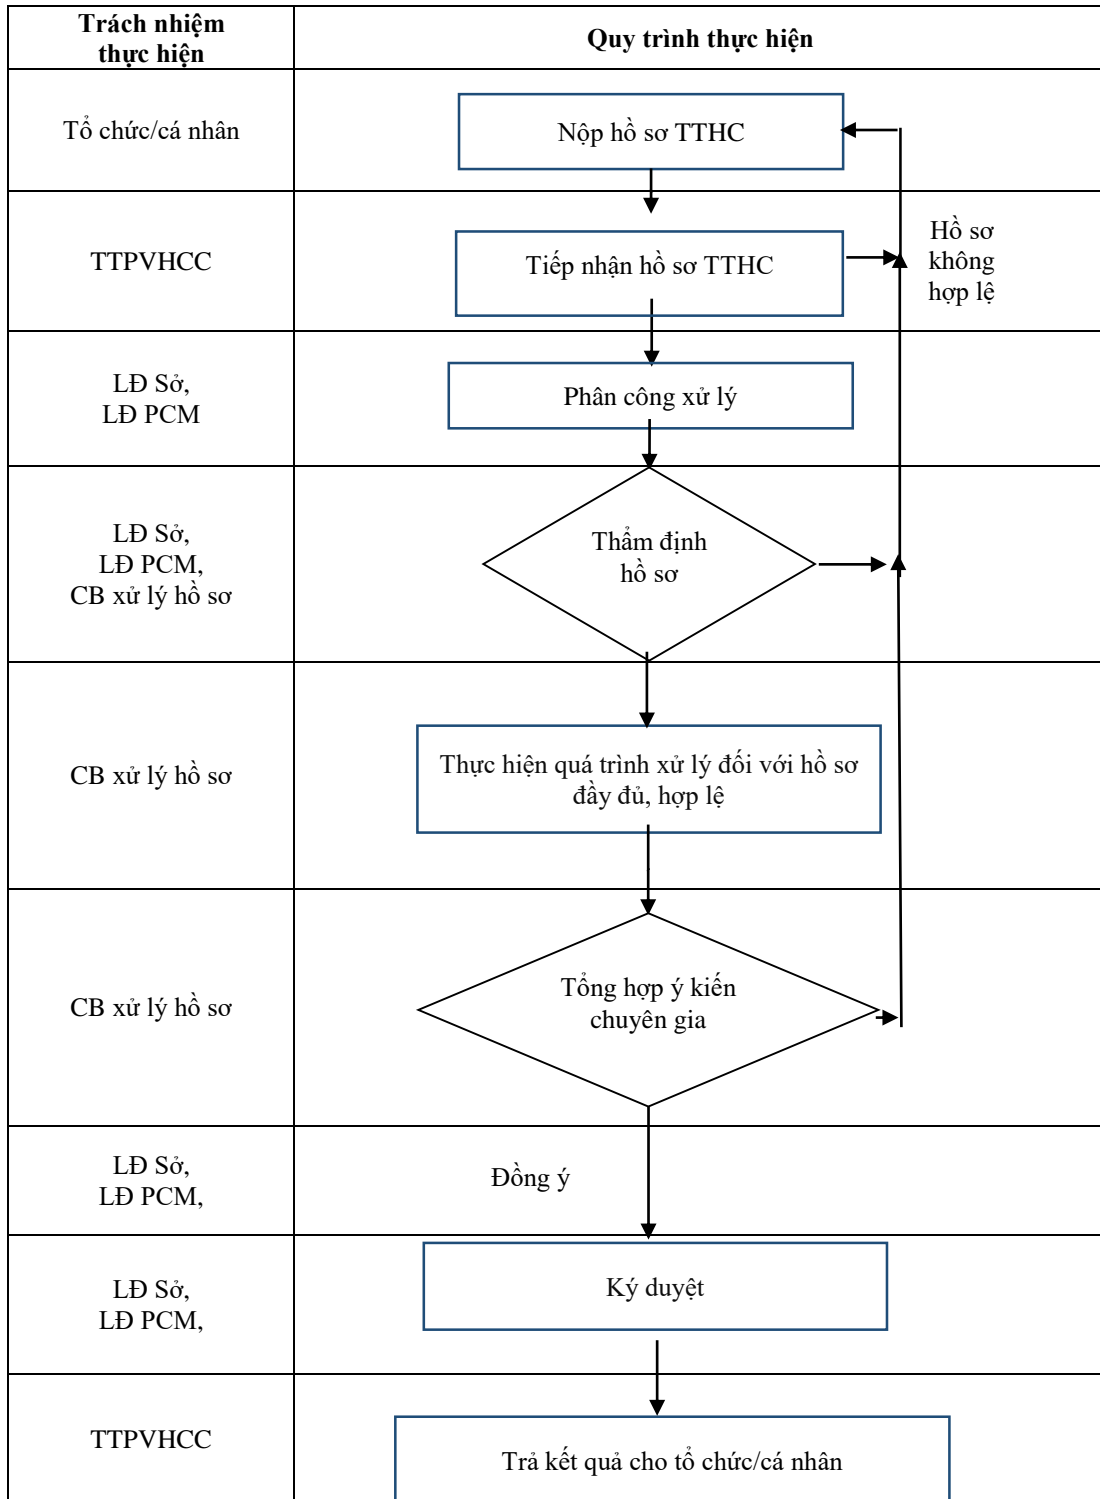 Trách nhiệm
thực hiện
Quy trình thực hiện
Tổ chức/cá nhân
Nộp hồ sơ TTHC
TTPVHCC
Tiếp nhận hồ sơ TTHC
Hồ sơ
không
hợp lệ
LĐ Sở,
LĐ PCM
Phân công xử lý
LĐ Sở,
LĐ PCM,
CB xử lý hồ sơ
Thẩm định
hồ sơ
CB xử lý hồ sơ
Thực hiện quá trình xử lý đối với hồ sơ
đầy đủ, hợp lệ
CB xử lý hồ sơ
Tổng hợp ý kiến
chuyên gia
LĐ Sở,
LĐ PCM,
Đồng ý
LĐ Sở,
LĐ PCM,
Ký duyệt
TTPVHCC
Trả kết quả cho tổ chức/cá nhân